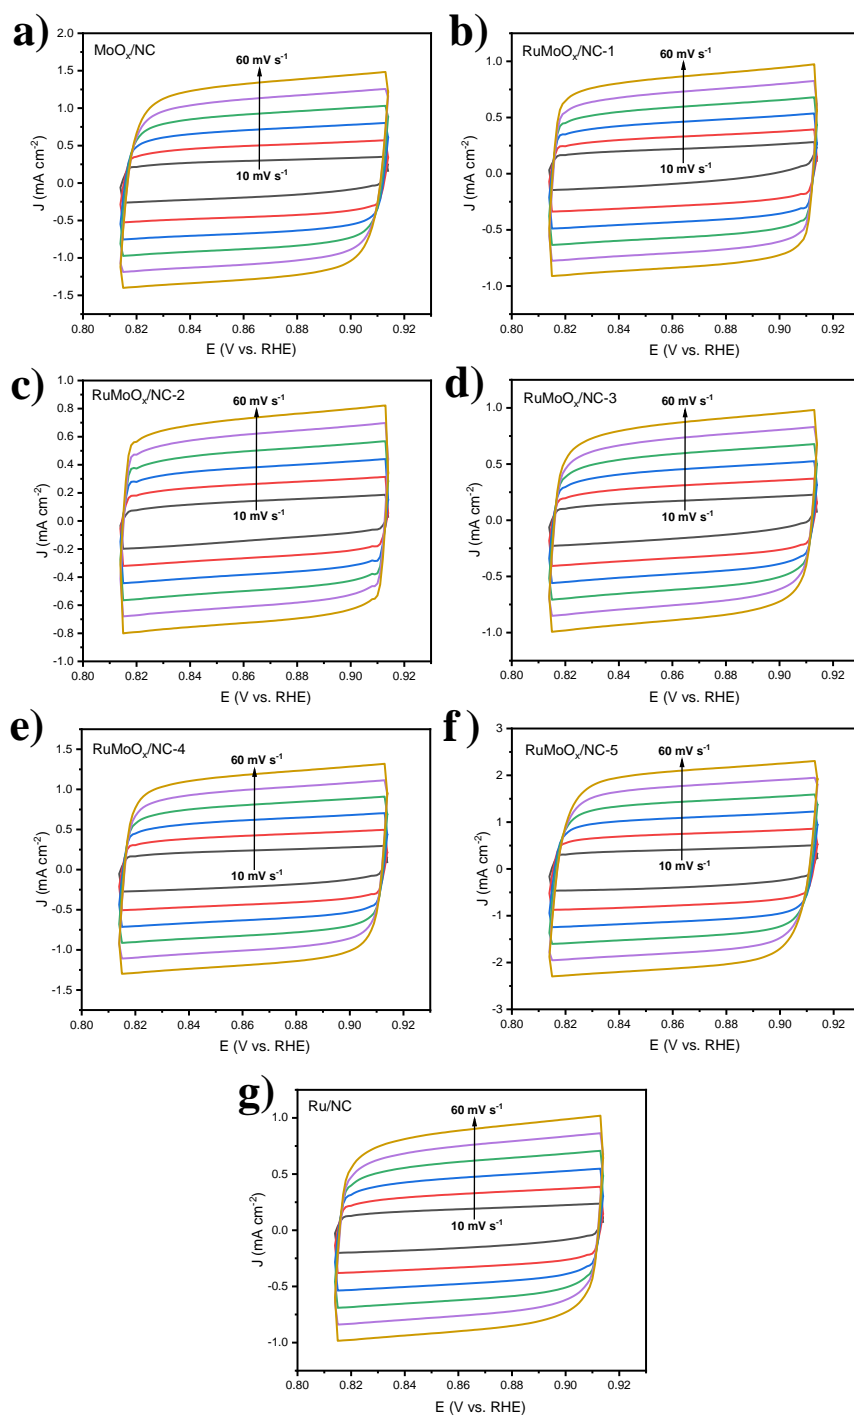 a)
MoOₓ/NC
60 mV s⁻¹
10 mV s⁻¹
2.0
1.5
1.0
0.5
0.0
-0.5
-1.0
-1.5
J (mA cm⁻²)
0.80 0.82 0.84 0.86 0.88 0.90 0.92
E (V vs. RHE)
b)
RuMoOₓ/NC-1
60 mV s⁻¹
10 mV s⁻¹
1.0
0.5
0.0
-0.5
-1.0
J (mA cm⁻²)
0.80 0.82 0.84 0.86 0.88 0.90 0.92
E (V vs. RHE)
c)
RuMoOₓ/NC-2
60 mV s⁻¹
10 mV s⁻¹
1.0
0.8
0.6
0.4
0.2
0.0
-0.2
-0.4
-0.6
-0.8
-1.0
J (mA cm⁻²)
0.80 0.82 0.84 0.86 0.88 0.90 0.92
E (V vs. RHE)
d)
RuMoOₓ/NC-3
60 mV s⁻¹
10 mV s⁻¹
1.0
0.5
0.0
-0.5
-1.0
J (mA cm⁻²)
0.80 0.82 0.84 0.86 0.88 0.90 0.92
E (V vs. RHE)
e)
RuMoOₓ/NC-4
60 mV s⁻¹
10 mV s⁻¹
1.5
1.0
0.5
0.0
-0.5
-1.0
-1.5
J (mA cm⁻²)
0.80 0.82 0.84 0.86 0.88 0.90 0.92
E (V vs. RHE)
f)
RuMoOₓ/NC-5
60 mV s⁻¹
10 mV s⁻¹
3
2
1
0
-1
-2
-3
J (mA cm⁻²)
0.80 0.82 0.84 0.86 0.88 0.90 0.92
E (V vs. RHE)
g)
Ru/NC
60 mV s⁻¹
10 mV s⁻¹
1.0
0.5
0.0
-0.5
-1.0
J (mA cm⁻²)
0.80 0.82 0.84 0.86 0.88 0.90 0.92
E (V vs. RHE)